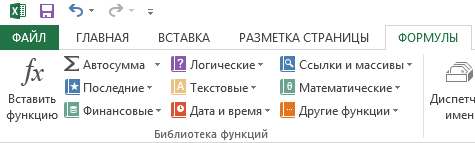 ФАЙЛ ГЛАВНАЯ ВСТАВКА РАЗМЕТКА СТРАНИЦЫ ФОРМУЛЫ
fx
Вставить
функцию
Σ Автосумма
Последние
Финансовые
Логические
A Текстовые
Дата и время
Ссылки и массивы
θ Математические
Другие функции
Библиотека функций
Диспетч
имен